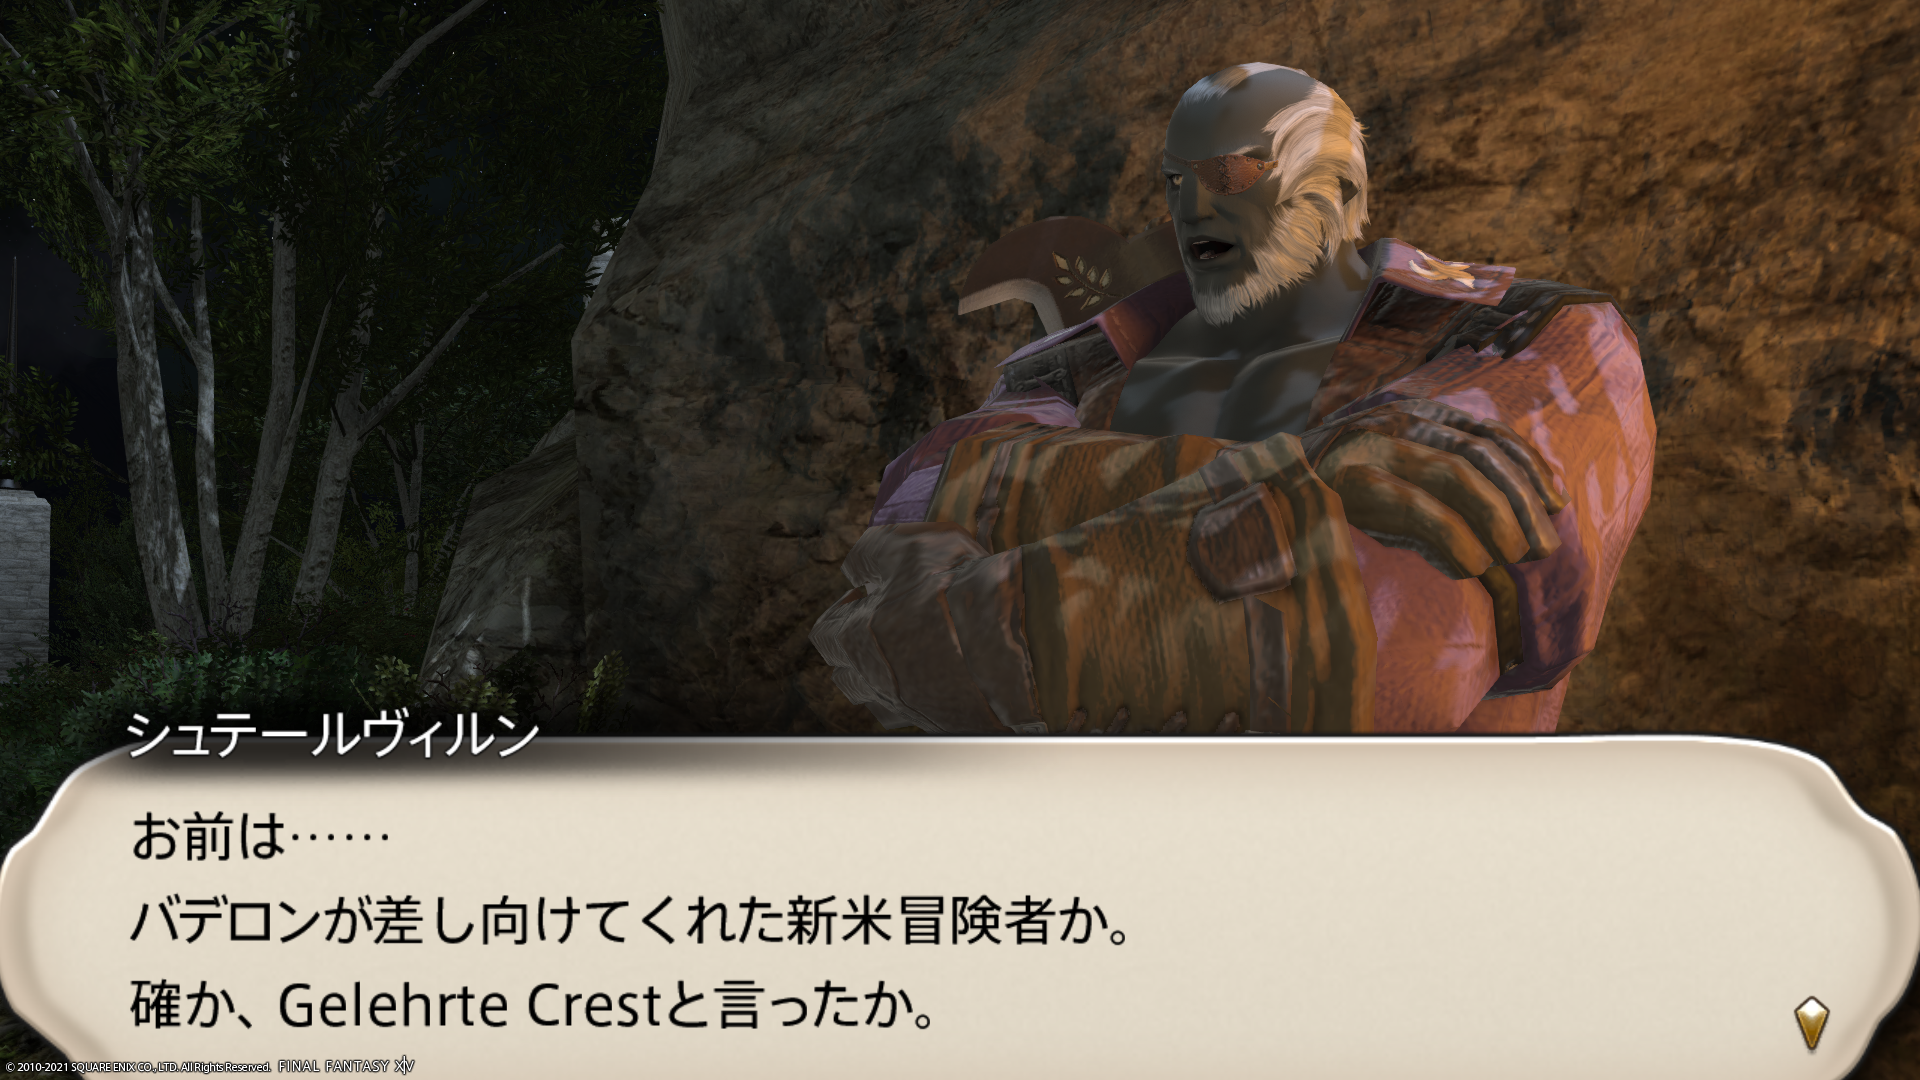 シュテールヴィルン
お前は……
バデロンが差し向けてくれた新米冒険者か。
確か、Gelehrte Crestと言ったか。
© 2010-2021 SQUARE ENIX CO., LTD. All Rights Reserved. FINAL FANTASY XIV